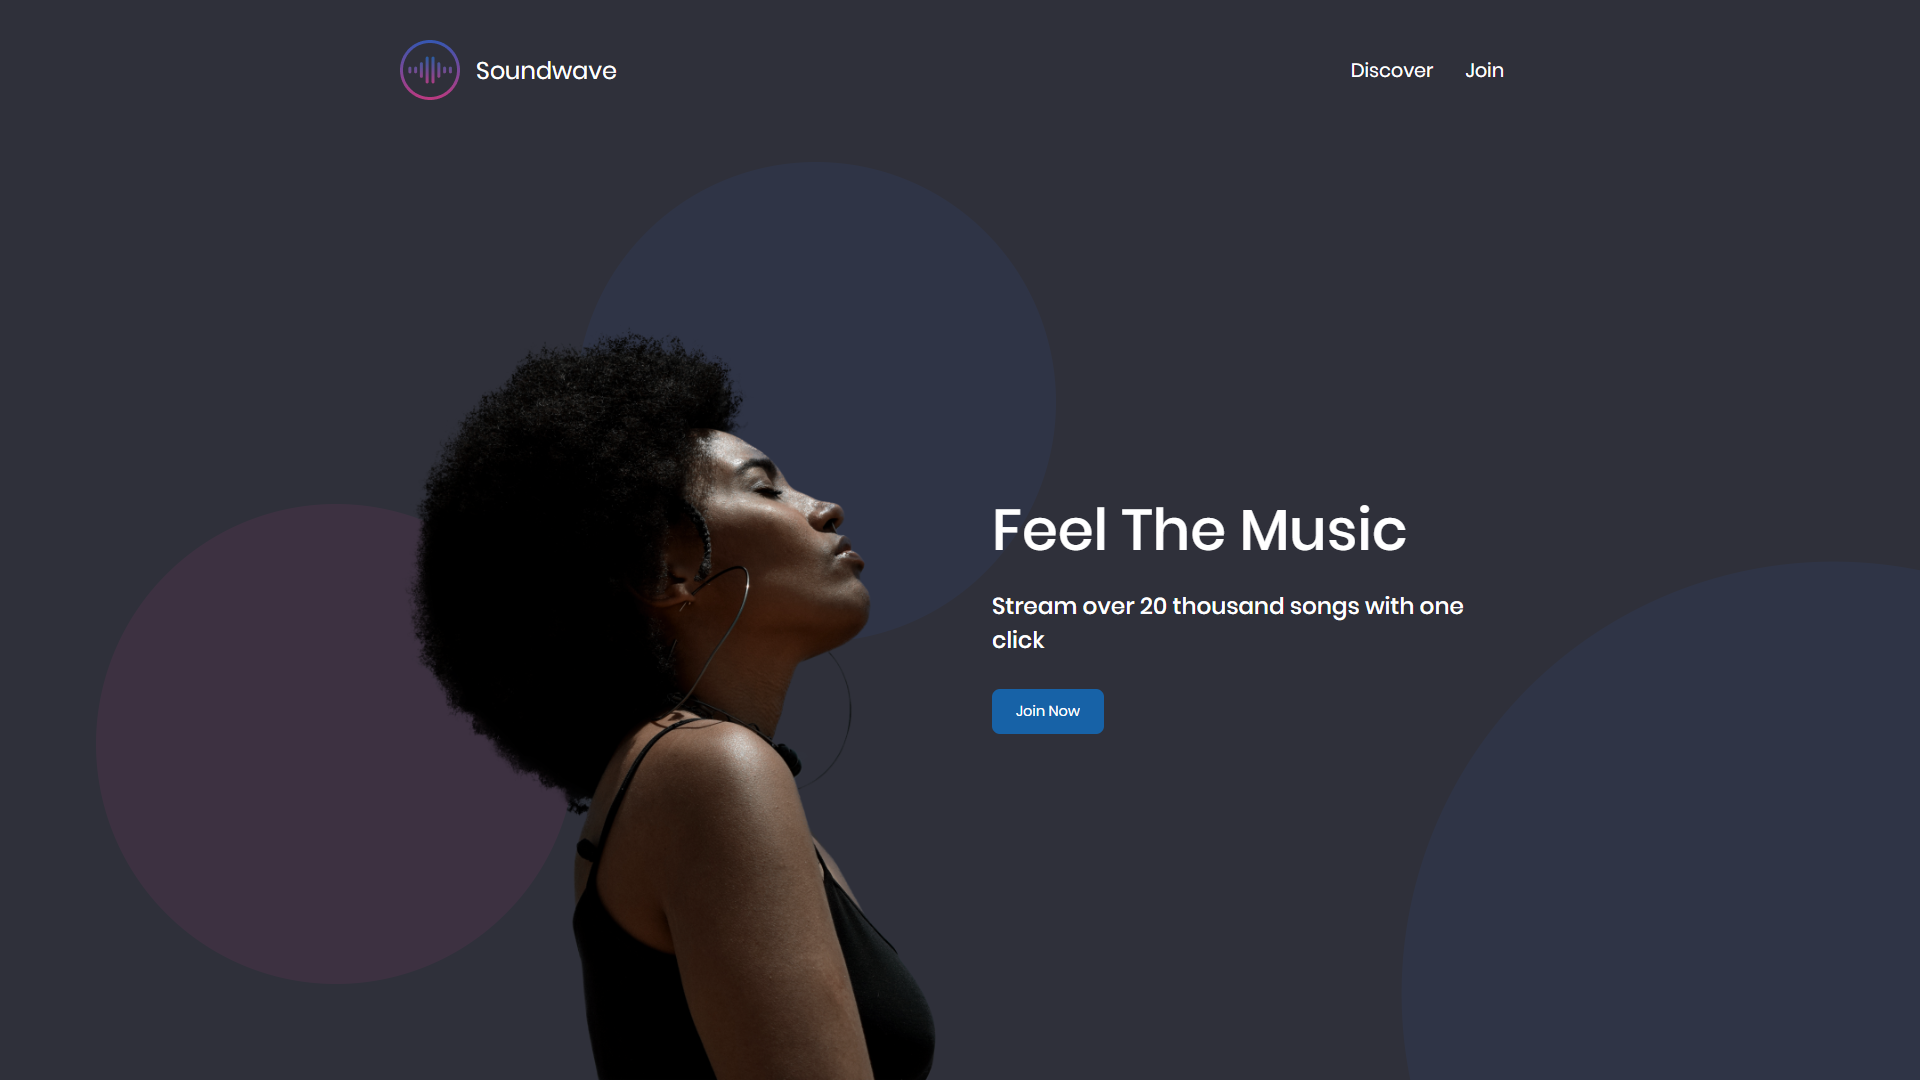 Soundwave
Discover
Join
Feel The Music
Stream over 20 thousand songs with one
click
Join Now